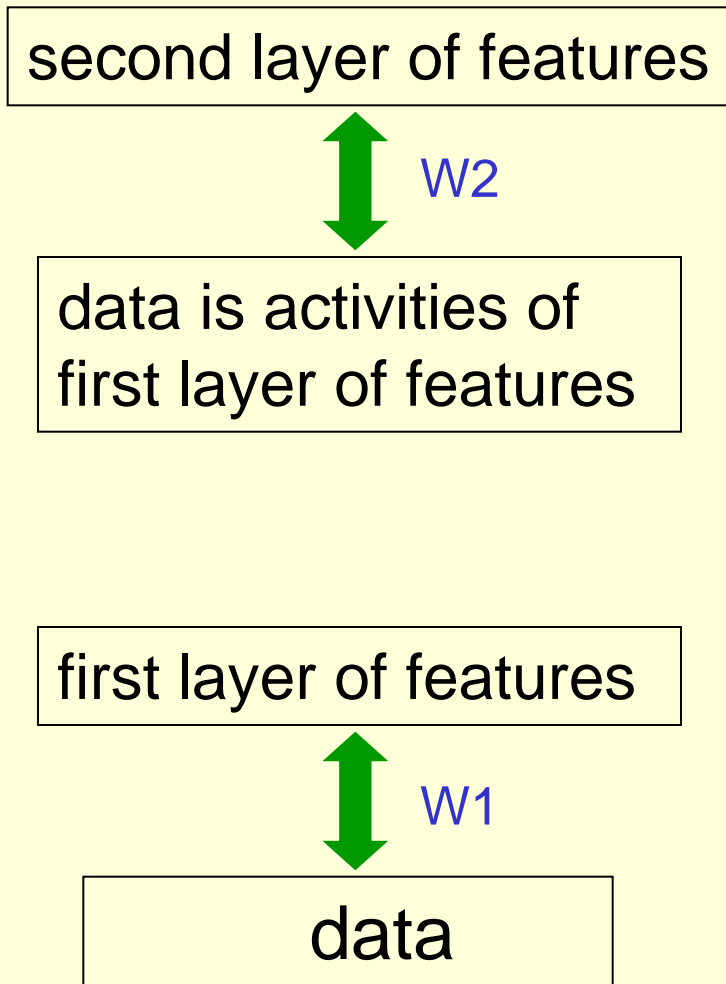 second layer of features
W2
data is activities of
first layer of features
first layer of features
W1
data